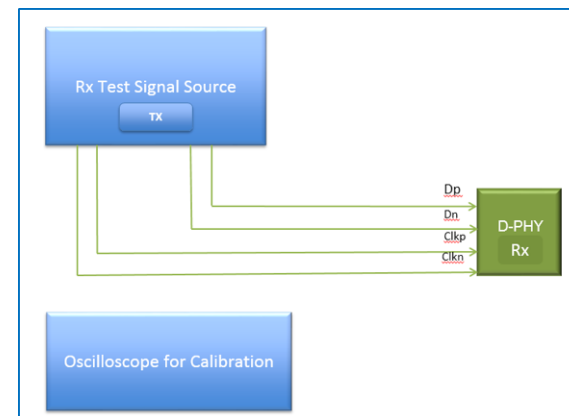 Rx Test Signal Source
TX
Dp
Dn
Clkp
Clkn
D-PHY
Rx
Oscilloscope for Calibration